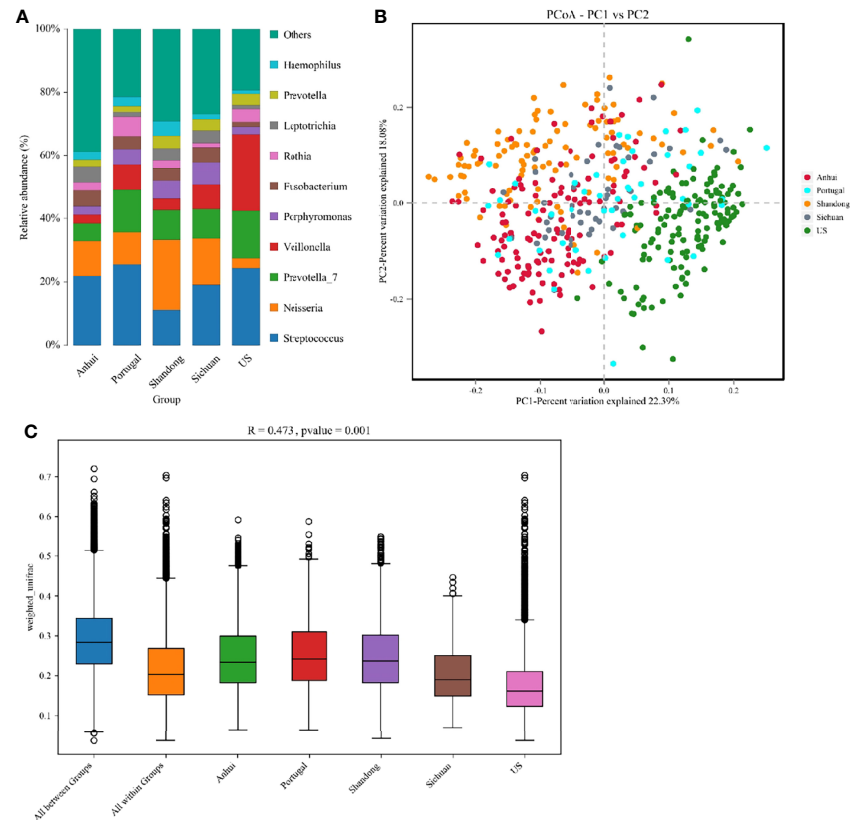 A
100%
80%
60%
40%
20%
0%
Relative abundance (%)
Anhui
Portugal
Shandong
Sichuan
US
Group
Others
Haemophilus
Prevotella
Leptotrichia
Rothia
Fusobacterium
Porphyromonas
Veillonella
Prevotella_7
Neisseria
Streptococcus
B
PCoA - PC1 vs PC2
0.2
0.0
-0.2
PC2-Percent variation explained 18.08%
-0.2
-0.1
0.0
0.1
0.2
PC1-Percent variation explained 22.39%
Anhui
Portugal
Shandong
Sichuan
US
C
R = 0.473, pvalue = 0.001
0.7
0.6
0.5
0.4
0.3
0.2
0.1
weighted_unifrac
All between Groups
All within Groups
Anhui
Portugal
Shandong
Sichuan
US